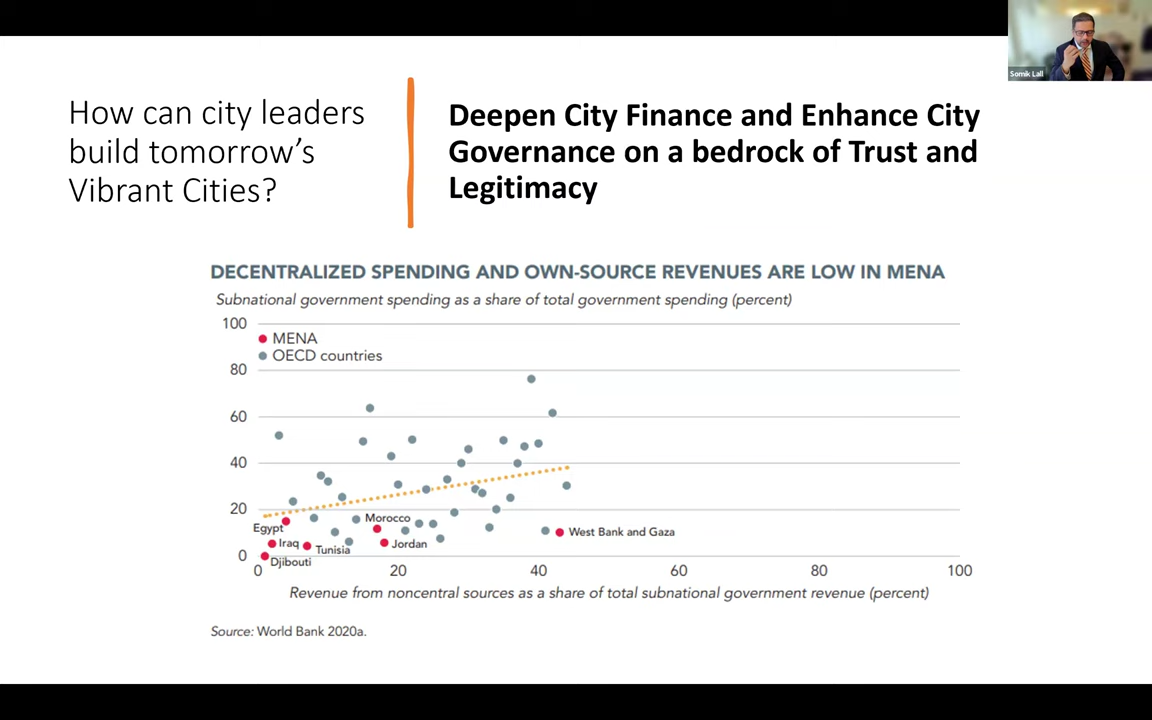 Somik Lall
How can city leaders
build tomorrow’s
Vibrant Cities?
Deepen City Finance and Enhance City
Governance on a bedrock of Trust and
Legitimacy
DECENTRALIZED SPENDING AND OWN-SOURCE REVENUES ARE LOW IN MENA
Subnational government spending as a share of total government spending (percent)
100
MENA
OECD countries
80
60
40
20
Morocco
Egypt
West Bank and Gaza
Iraq
Tunisia
Jordan
0
Djibouti
0 20 40 60 80 100
Revenue from noncentral sources as a share of total subnational government revenue (percent)
Source: World Bank 2020a.